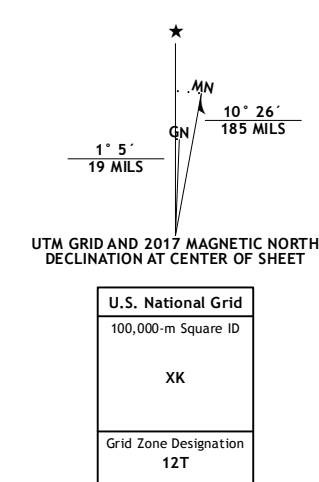 ★
MN
GN
10° 26´
185 MILS
1° 5´
19 MILS
UTM GRID AND 2017 MAGNETIC NORTH
DECLINATION AT CENTER OF SHEET
U.S. National Grid
100,000-m Square ID
XK
Grid Zone Designation
12T